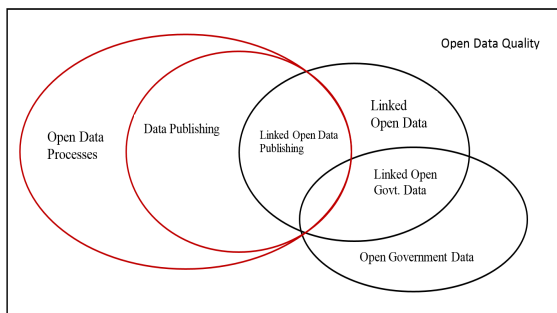 Open Data Quality
Open Data
Processes
Data Publishing
Linked Open Data
Publishing
Linked
Open Data
Linked Open
Govt. Data
Open Government Data